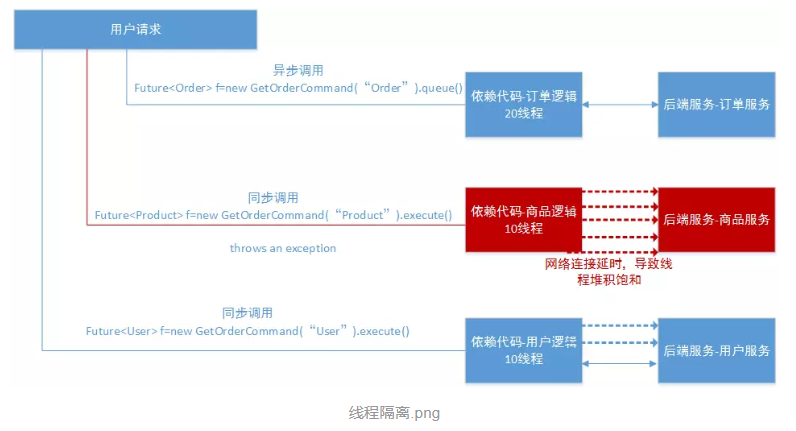 用户请求
异步调用
Future<Order> f=new GetOrderCommand(“Order”).queue()
依赖代码-订单逻辑
20线程
后端服务-订单服务
同步调用
Future<Product> f=new GetOrderCommand(“Product”).execute()
throws an exception
依赖代码-商品逻辑
10线程
后端服务-商品服务
网络连接延时，导致线
程堆积饱和
同步调用
Future<User> f=new GetOrderCommand(“User”).execute()
依赖代码-用户逻辑
10线程
后端服务-用户服务
线程隔离.png